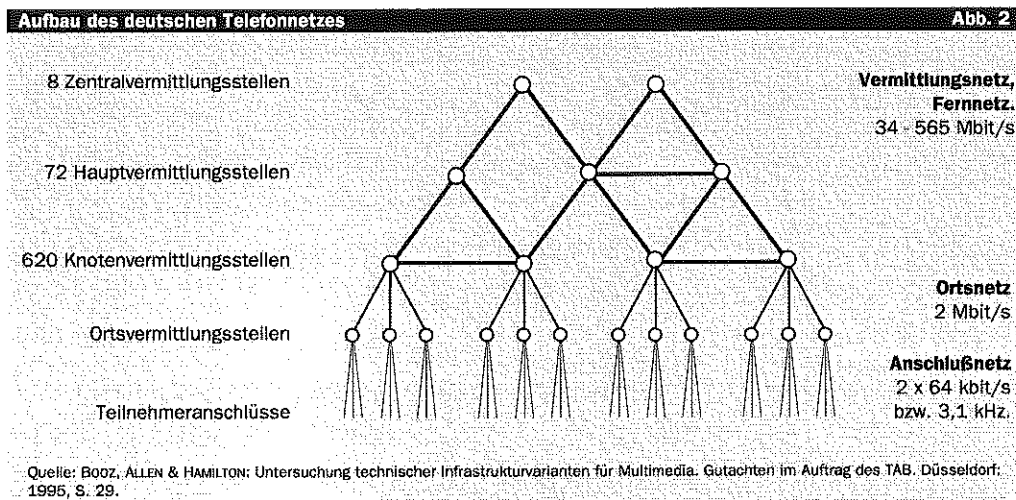 Aufbau des deutschen Telefonnetzes Abb. 2
8 Zentralvermittlungsstellen
Vermittlungsnetz,
Fernnetz.
34 - 565 Mbit/s
72 Hauptvermittlungsstellen
620 Knotenvermittlungsstellen
Ortsnetz
2 Mbit/s
Ortsvermittlungsstellen
Anschlußnetz
2 x 64 kbit/s
bzw. 3,1 kHz.
Teilnehmeranschlüsse
Quelle: BOOZ, ALLEN & HAMILTON: Untersuchung technischer Infrastrukturvarianten für Multimedia. Gutachten im Auftrag des TAB. Düsseldorf:
1995, S. 29.